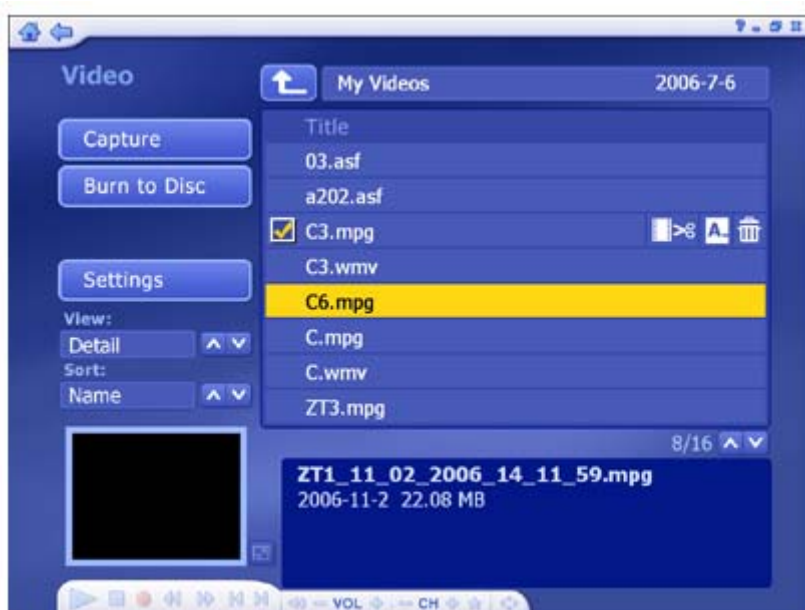 Video
My Videos 2006-7-6
Capture
Burn to Disc
Settings
View:
Detail
Sort:
Name
Title
03.asf
a202.asf
C3.mpg
A..
C3.wmv
C6.mpg
C.mpg
C.wmv
ZT3.mpg
8/16
ZT1_11_02_2006_14_11_59.mpg
2006-11-2 22.08 MB
VOL
CH